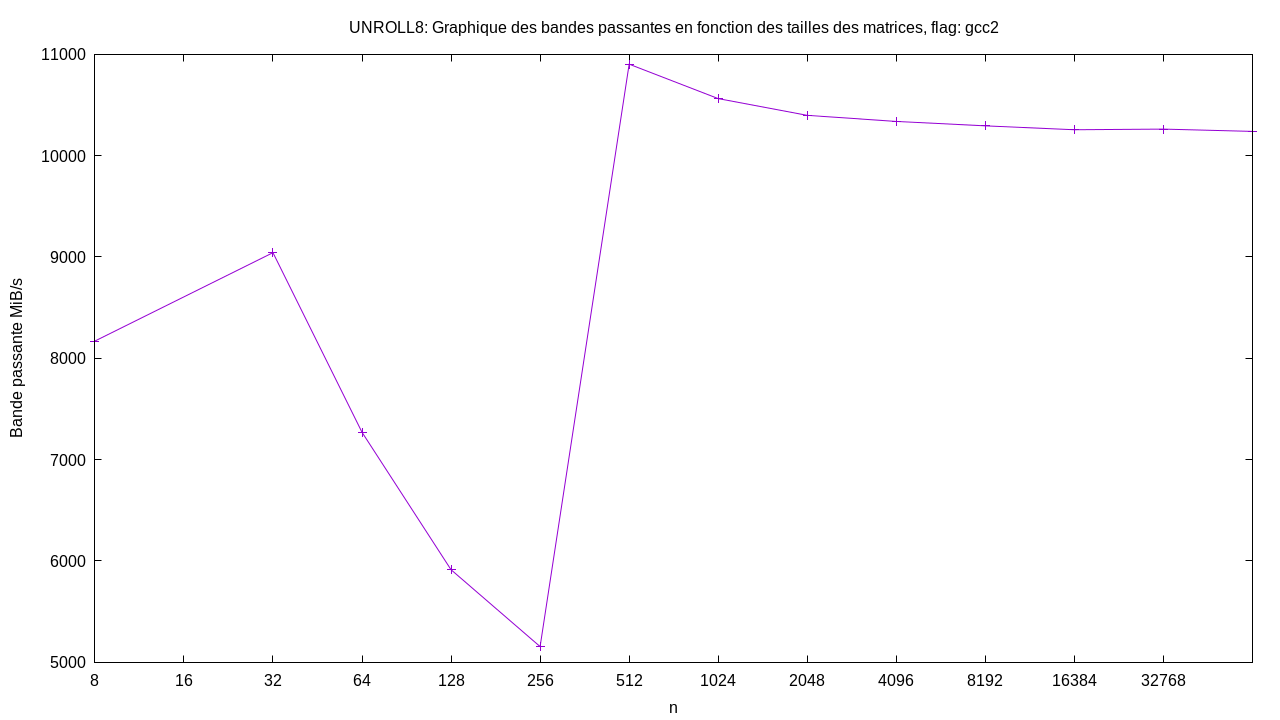 UNROLL8: Graphique des bandes passantes en fonction des tailles des matrices, flag: gcc2
11000
10000
9000
8000
7000
6000
5000
Bande passante MiB/s
8 16 32 64 128 256 512 1024 2048 4096 8192 16384 32768
n